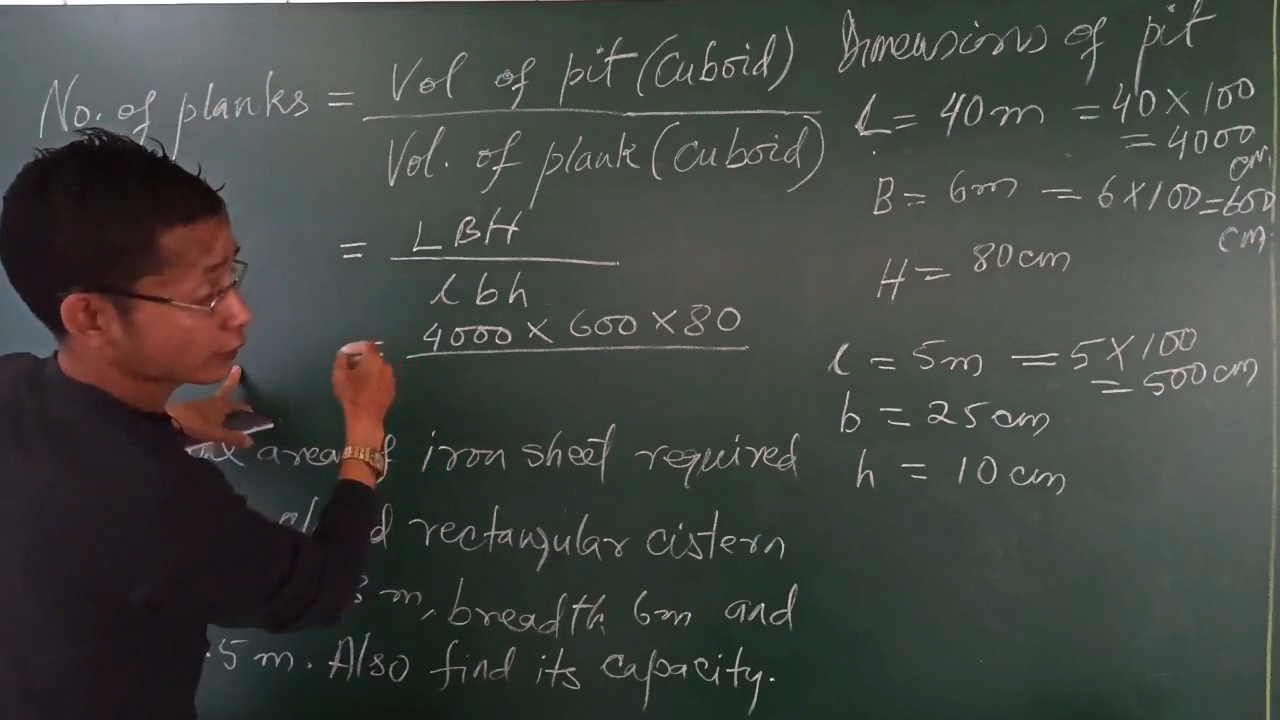 No. of planks = Vol of pit (cuboid)
Vol. of plank (cuboid)
= LBH
lbh
= 4000 × 600 × 80
area of iron sheet required
rectangular cistern
m, breadth 6m and
.5 m. Also find its capacity.
Dimensions of pit
L = 40 m = 40 × 100
= 4000
cm
B = 6m = 6 × 100 = 600
cm
H = 80 cm
l = 5 m = 5 × 100
= 500 cm
b = 25 cm
h = 10 cm